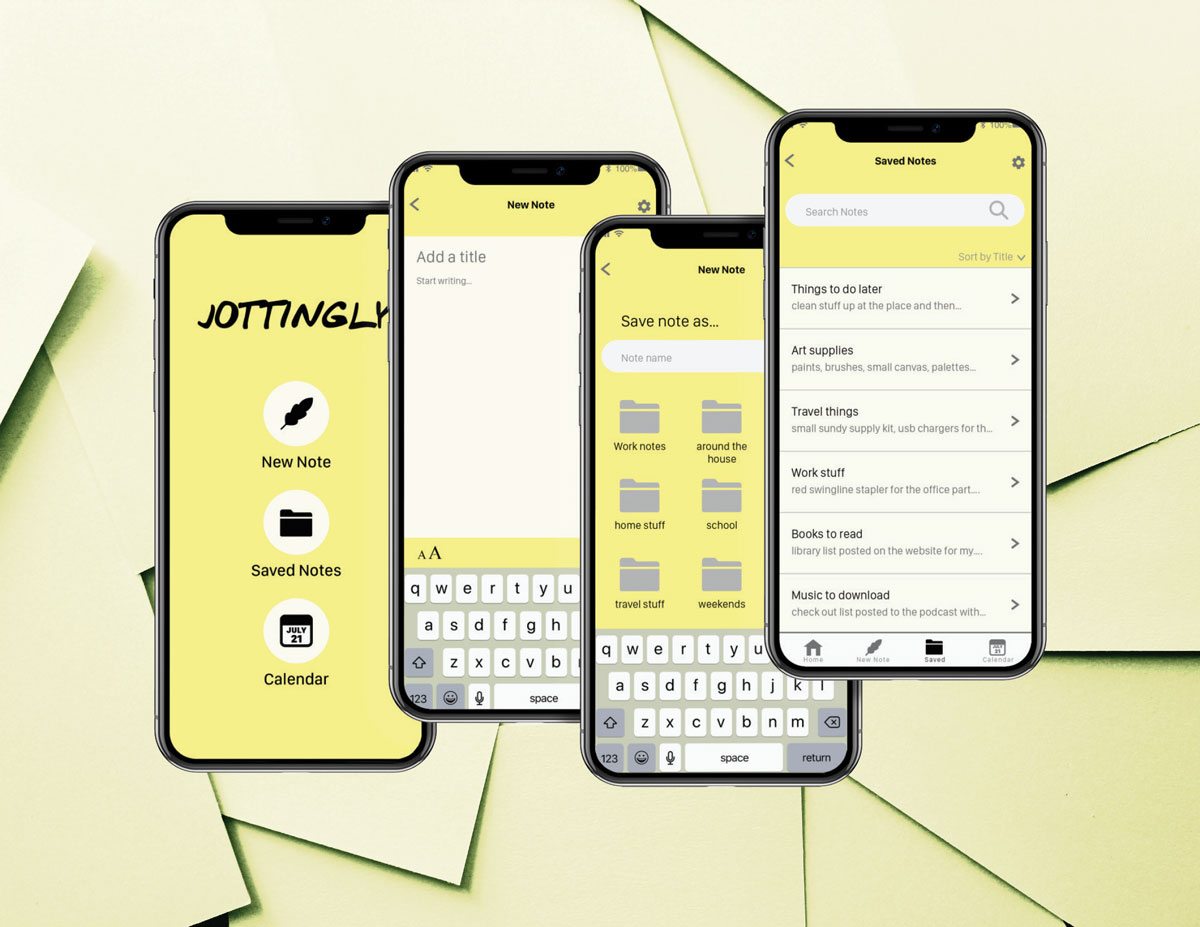 JOTTINGLY
New Note
Saved Notes
JULY
21
Calendar
100%
New Note
Add a title
Start writing...
A A
q w e r t y u
a s d f g h
z x c v b
123
space
New Note
Save note as...
Note name
Work notes
around the
house
home stuff
school
travel stuff
weekends
q w e r t y u
a s d f g h j k l
z x c v b n m
123
space
return
100%
Saved Notes
Search Notes
Sort by Title
Things to do later
clean stuff up at the place and then...
Art supplies
paints, brushes, small canvas, palettes...
Travel things
small sundy supply kit, usb chargers for th...
Work stuff
red swingline stapler for the office part....
Books to read
library list posted on the website for my....
Music to download
check out list posted to the podcast with...
JULY
21
Home
New Note
Saved
Calendar